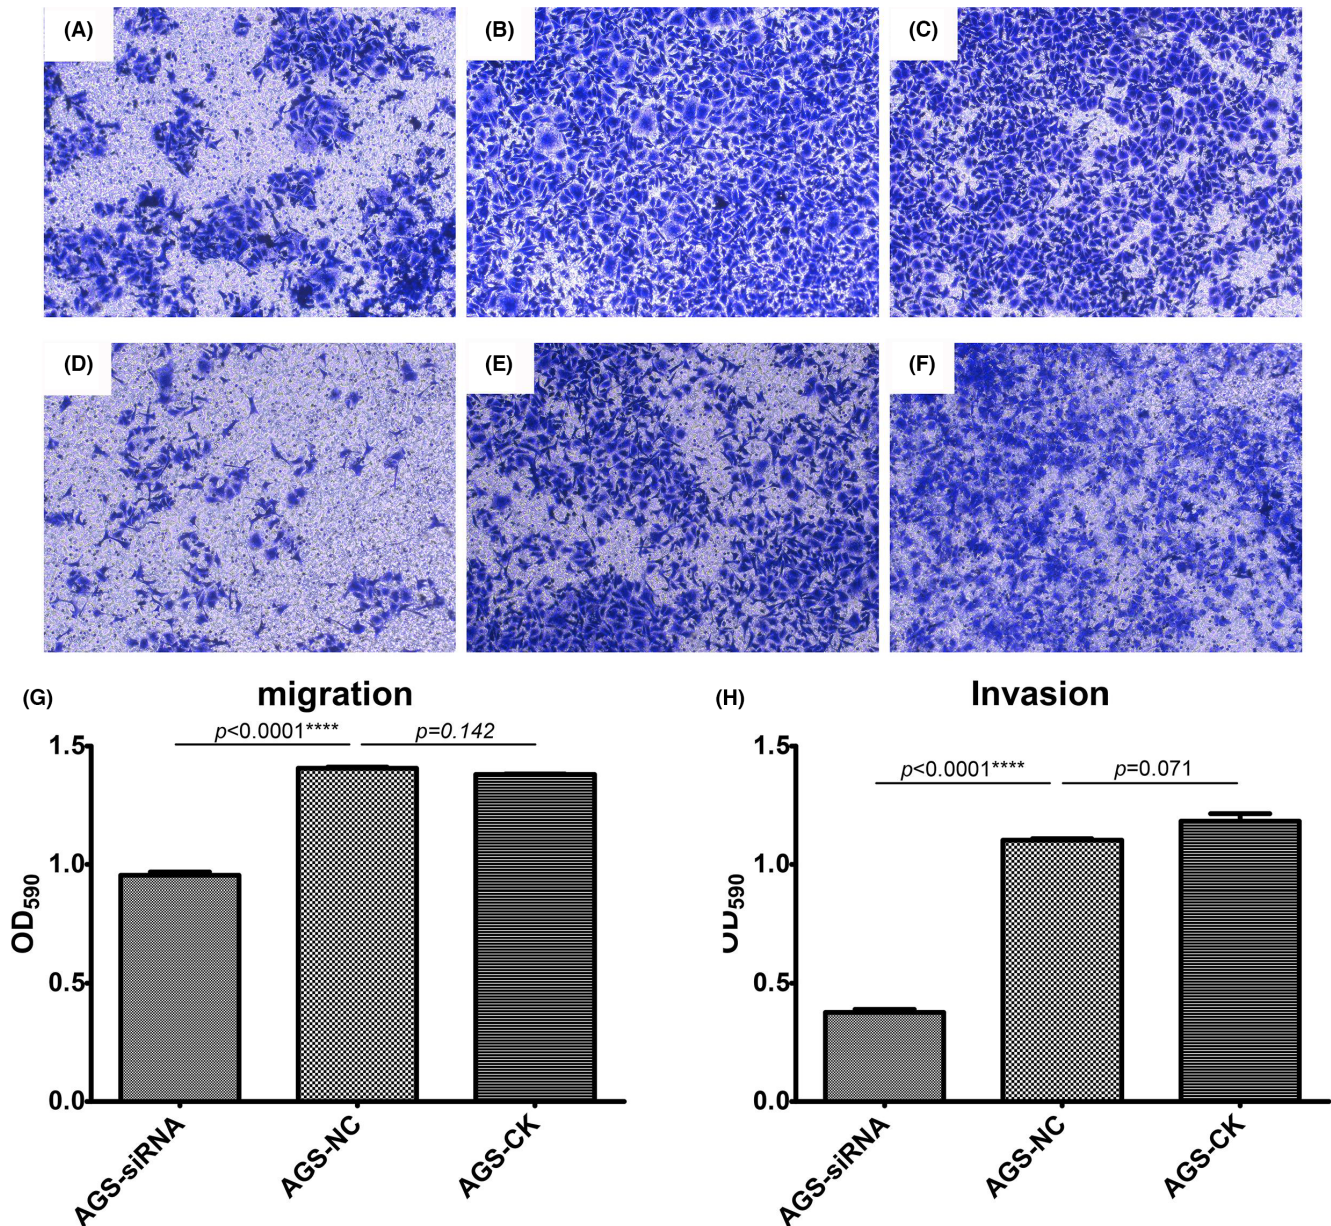 (A)
(B)
(C)
(D)
(E)
(F)
(G)
migration
p<0.0001****
p=0.142
1.5
1.0
0.5
0.0
OD590
AGS-siRNA
AGS-NC
AGS-CK
(H)
Invasion
p<0.0001****
p=0.071
1.5
1.0
0.5
0.0
OD590
AGS-siRNA
AGS-NC
AGS-CK